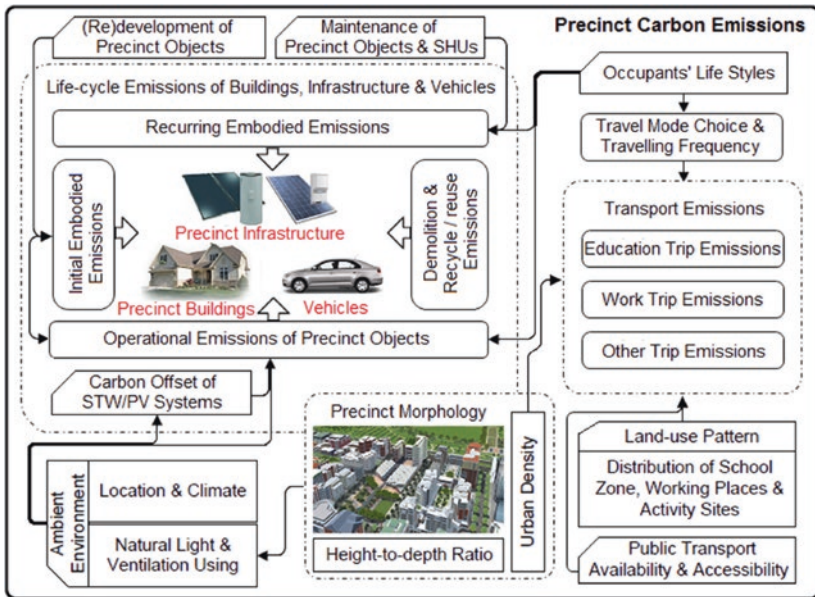 (Re)development of
Precinct Objects
Maintenance of
Precinct Objects & SHUs
Precinct Carbon Emissions
Life-cycle Emissions of Buildings, Infrastructure & Vehicles
Occupants' Life Styles
Recurring Embodied Emissions
Travel Mode Choice &
Travelling Frequency
Initial Embodied
Emissions
Precinct Infrastructure
Demolition &
Recycle / reuse
Emissions
Precinct Buildings
Vehicles
Transport Emissions
Education Trip Emissions
Work Trip Emissions
Other Trip Emissions
Operational Emissions of Precinct Objects
Carbon Offset of
STW/PV Systems
Precinct Morphology
Urban Density
Height-to-depth Ratio
Ambient
Environment
Location & Climate
Natural Light &
Ventilation Using
Land-use Pattern
Distribution of School
Zone, Working Places &
Activity Sites
Public Transport
Availability & Accessibility